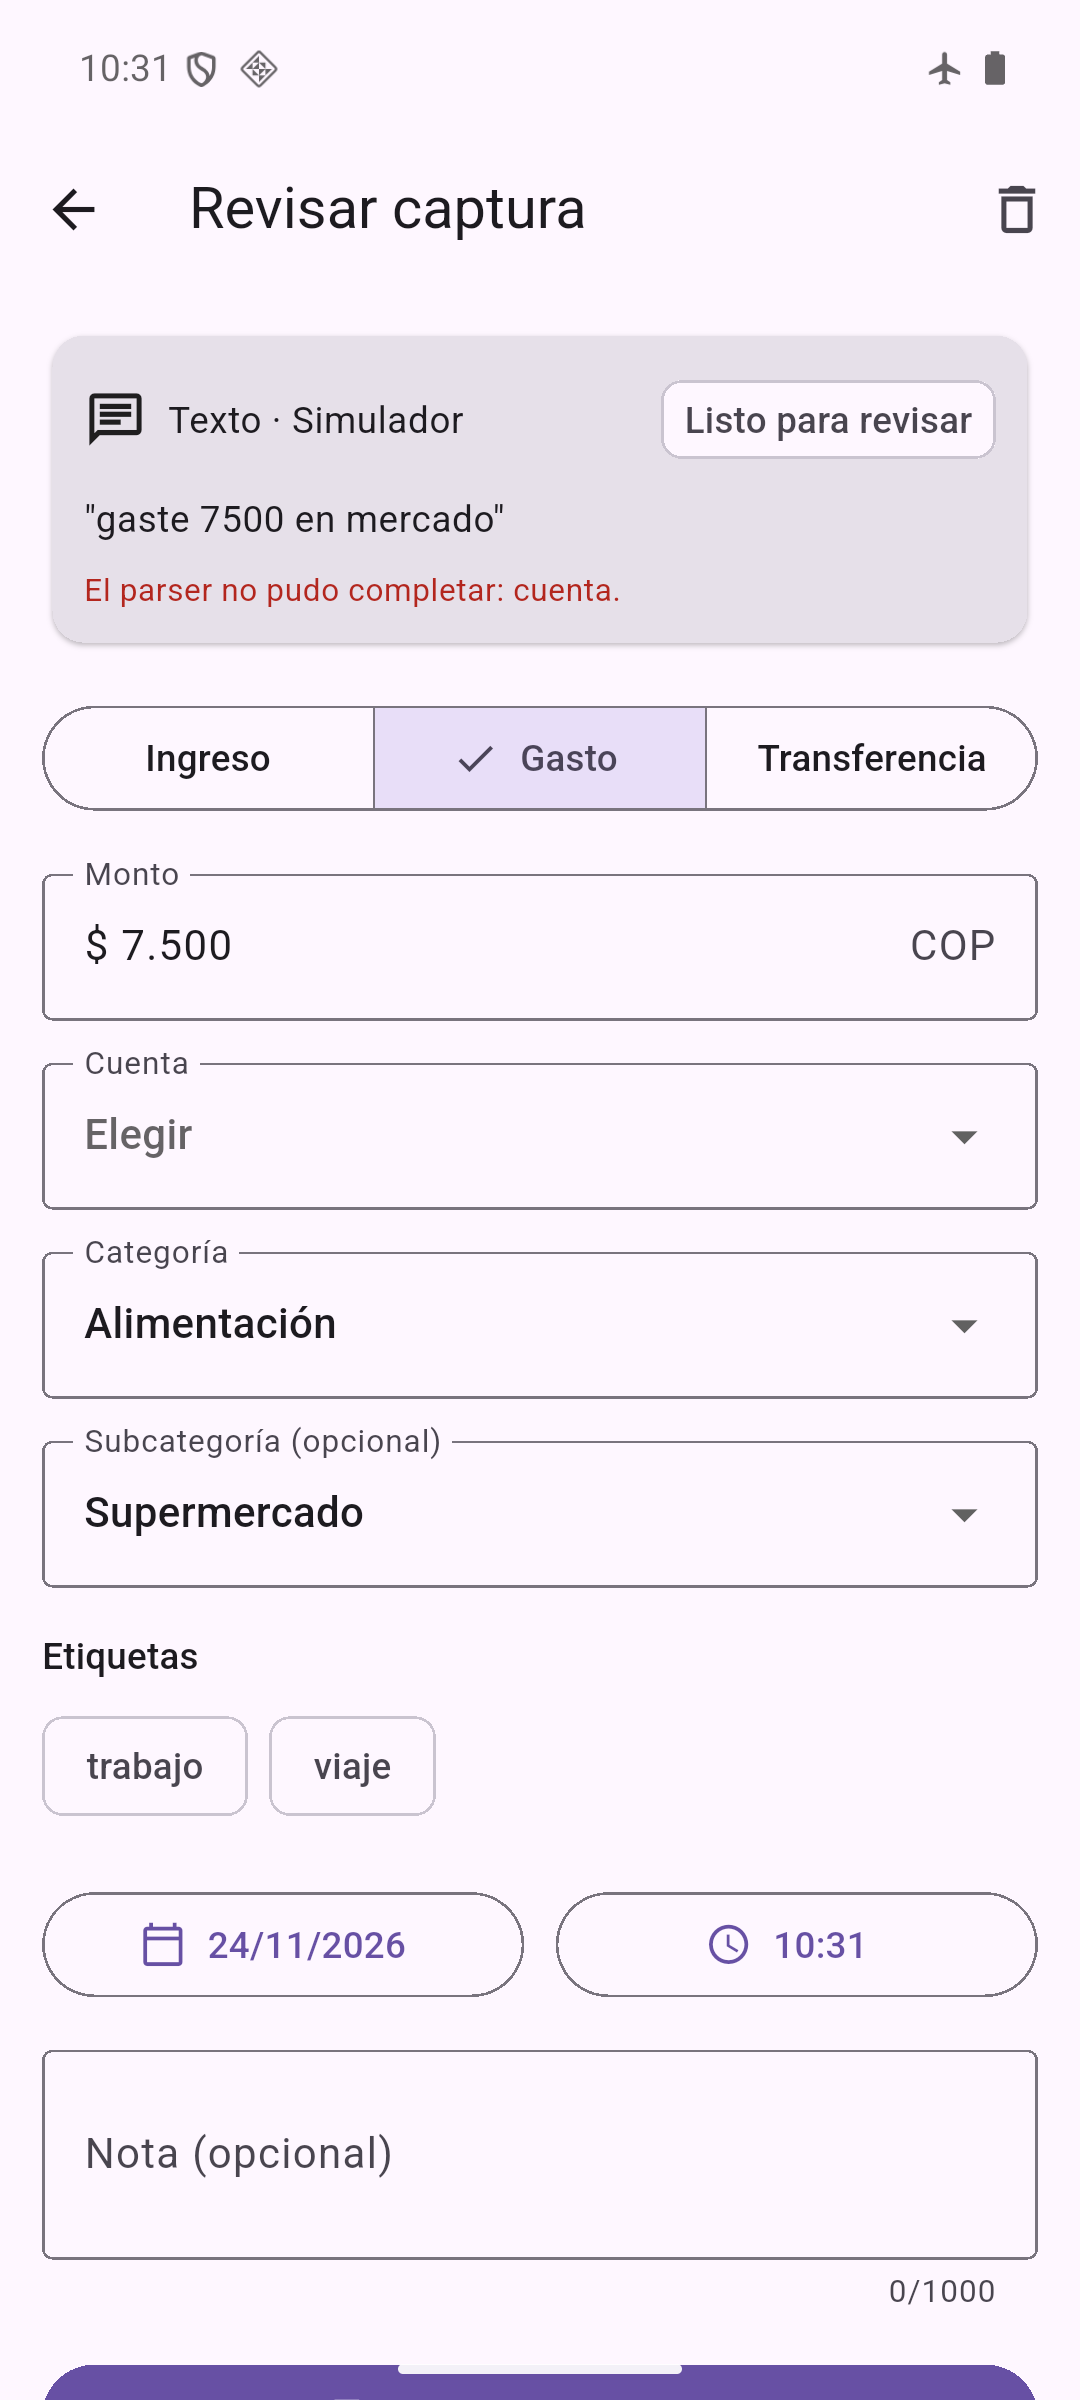 10:31
Revisar captura
Texto · Simulador
Listo para revisar
"gaste 7500 en mercado"
El parser no pudo completar: cuenta.
Ingreso
Gasto
Transferencia
Monto
$ 7.500 COP
Cuenta
Elegir
Categoría
Alimentación
Subcategoría (opcional)
Supermercado
Etiquetas
trabajo
viaje
24/11/2026
10:31
Nota (opcional)
0/1000